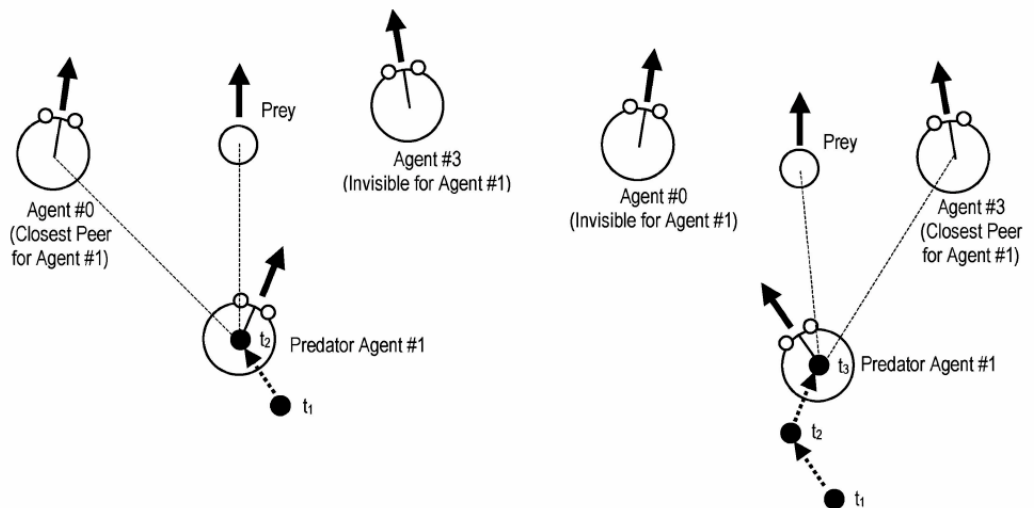 Prey
Agent #3
(Invisible for Agent #1)
Agent #0
(Closest Peer
for Agent #1)
t2
Predator Agent #1
t1
Prey
Agent #0
(Invisible for Agent #1)
Agent #3
(Closest Peer
for Agent #1)
t3
Predator Agent #1
t2
t1